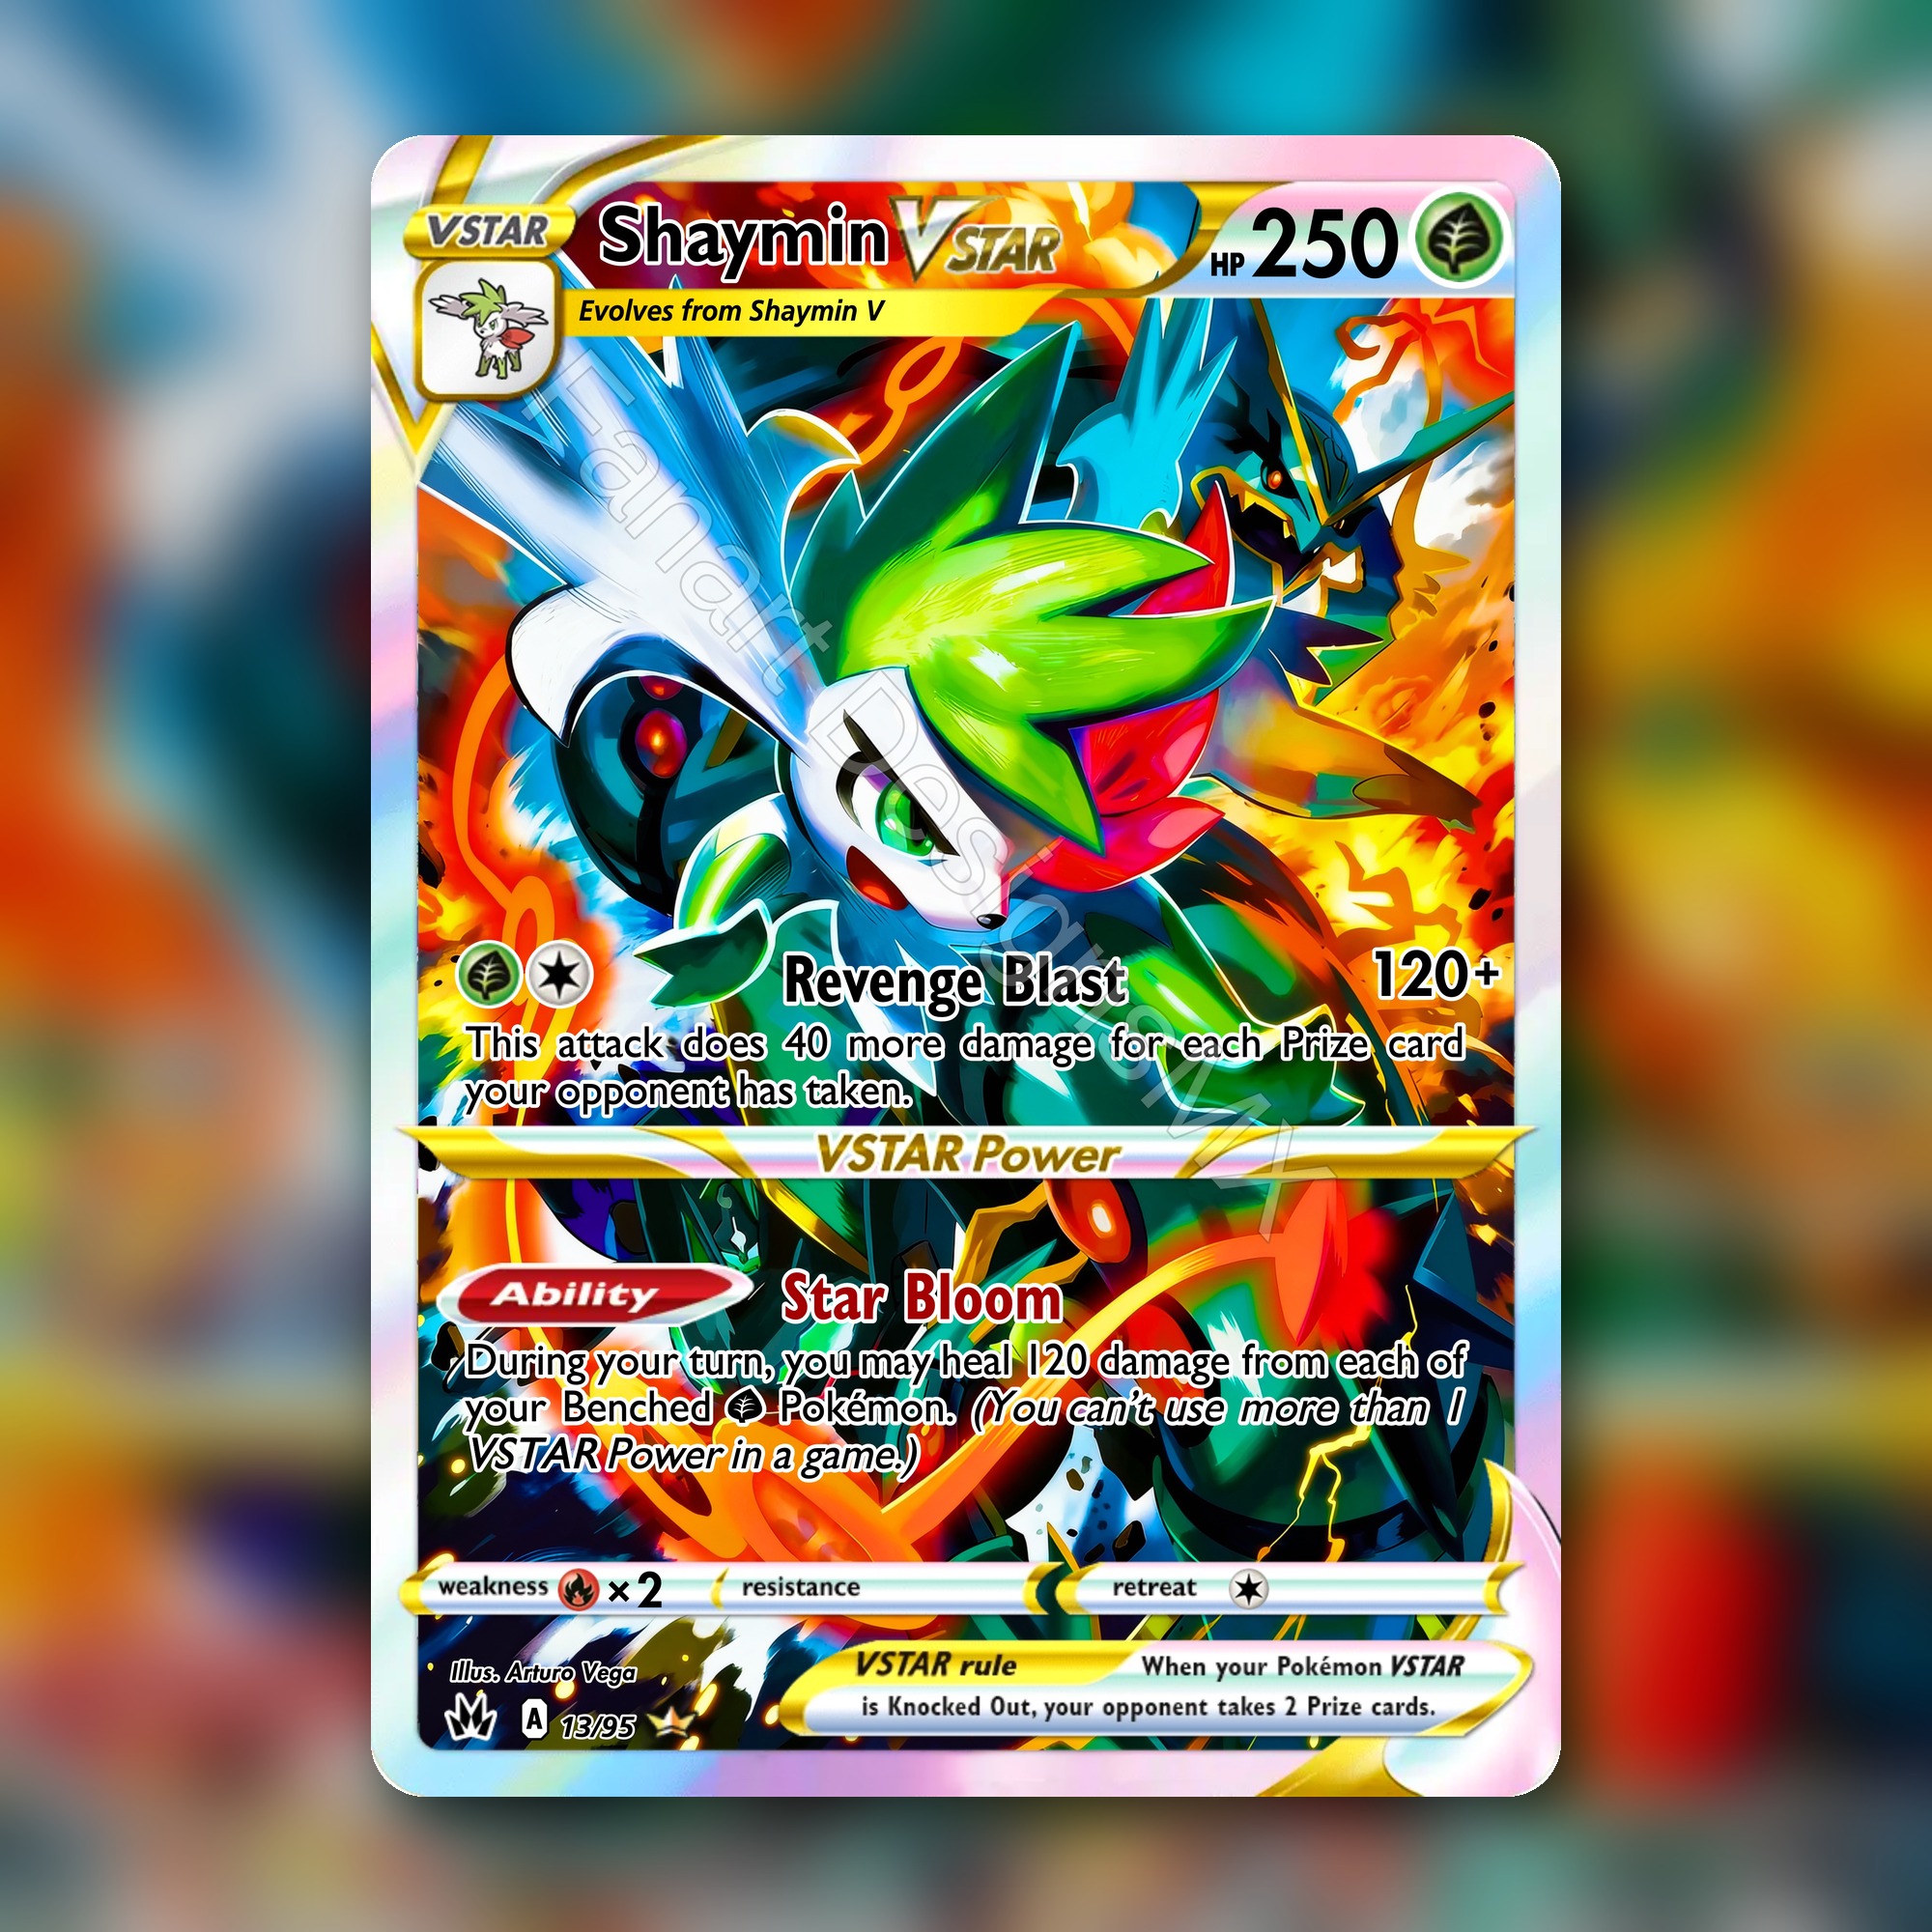 VSTAR
Shaymin VSTAR
HP 250
Evolves from Shaymin V
Fanart DesignsMX
Revenge Blast 120+
This attack does 40 more damage for each Prize card
your opponent has taken.
VSTAR Power
Ability Star Bloom
During your turn, you may heal 120 damage from each of
your Benched Pokémon. (You can't use more than 1
VSTAR Power in a game.)
weakness ×2 resistance retreat
Illus. Arturo Vega
A 13/95
VSTAR rule When your Pokémon VSTAR
is Knocked Out, your opponent takes 2 Prize cards.